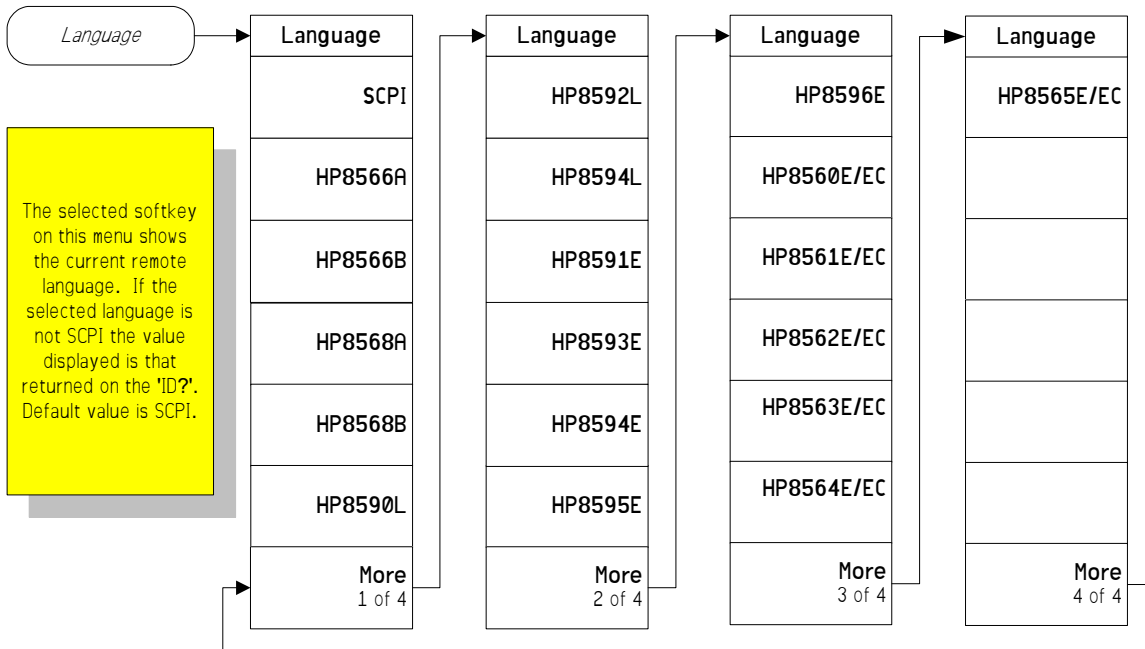 Language
The selected softkey
on this menu shows
the current remote
language. If the
selected language is
not SCPI the value
displayed is that
returned on the 'ID?'.
Default value is SCPI.
Language
SCPI
HP8566A
HP8566B
HP8568A
HP8568B
HP8590L
More
1 of 4
Language
HP8592L
HP8594L
HP8591E
HP8593E
HP8594E
HP8595E
More
2 of 4
Language
HP8596E
HP8560E/EC
HP8561E/EC
HP8562E/EC
HP8563E/EC
HP8564E/EC
More
3 of 4
Language
HP8565E/EC
More
4 of 4